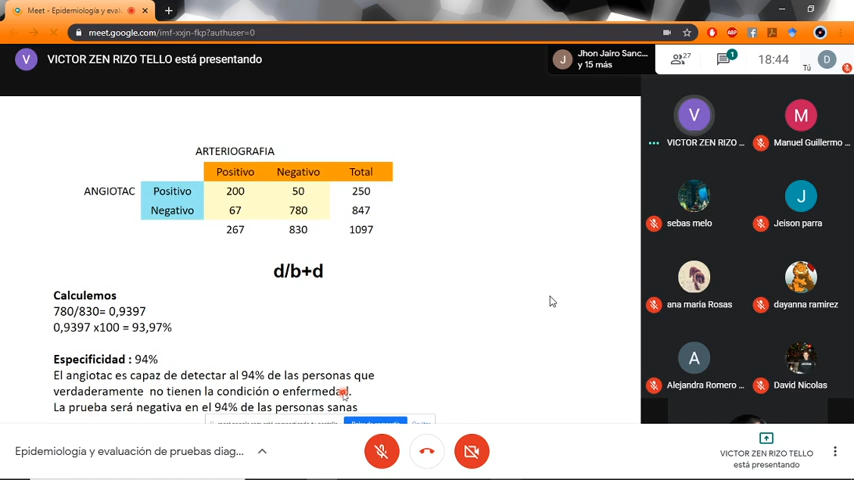 Meet - Epidemiología y eval
meet.google.com/imf-xxjn-fkp?authuser=0
ABP
V
VICTOR ZEN RIZO TELLO está presentando
J
Jhon Jairo Sanc...
y 15 más
27
1
18:44
Tú
D
ARTERIOGRAFIA
Positivo Negativo Total
ANGIOTAC Positivo 200 50 250
Negativo 67 780 847
267 830 1097
d/b+d
Calculemos
780/830= 0,9397
0,9397 x100 = 93,97%
Especificidad : 94%
El angiotac es capaz de detectar al 94% de las personas que
verdaderamente no tienen la condición o enfermedad.
La prueba será negativa en el 94% de las personas sanas
V
VICTOR ZEN RIZO ...
M
Manuel Guillermo ...
sebas melo
J
Jeison parra
ana maria Rosas
dayanna ramirez
A
Alejandra Romero ...
David Nicolas
Epidemiología y evaluación de pruebas diag...
VICTOR ZEN RIZO TELLO
está presentando